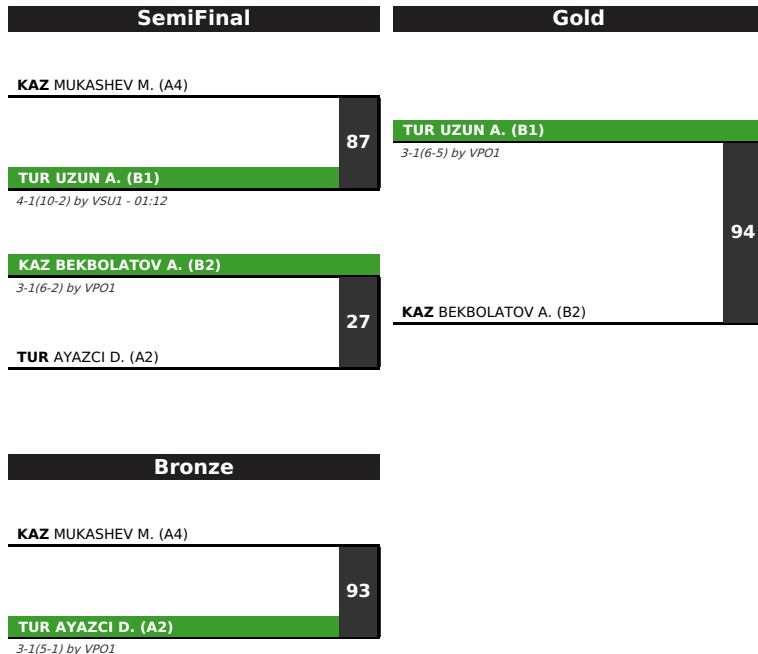 SemiFinal
KAZ MUKASHEV M. (A4)
87
TUR UZUN A. (B1)
4-1(10-2) by VSU1 - 01:12
KAZ BEKBOLATOV A. (B2)
3-1(6-2) by VPO1
27
TUR AYAZCI D. (A2)
Gold
TUR UZUN A. (B1)
3-1(6-5) by VPO1
94
KAZ BEKBOLATOV A. (B2)
Bronze
KAZ MUKASHEV M. (A4)
93
TUR AYAZCI D. (A2)
3-1(5-1) by VPO1